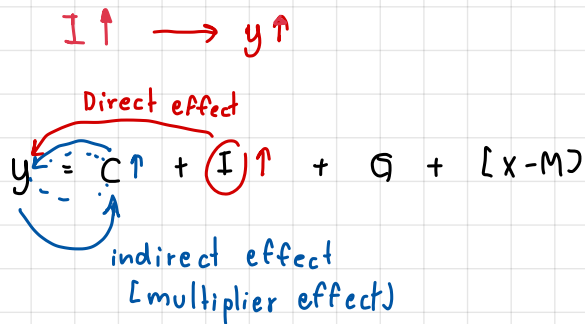 I ↑ → y ↑
Direct effect
y = C ↑ + I ↑ + G + [X-M)
indirect effect
[multiplier effect)